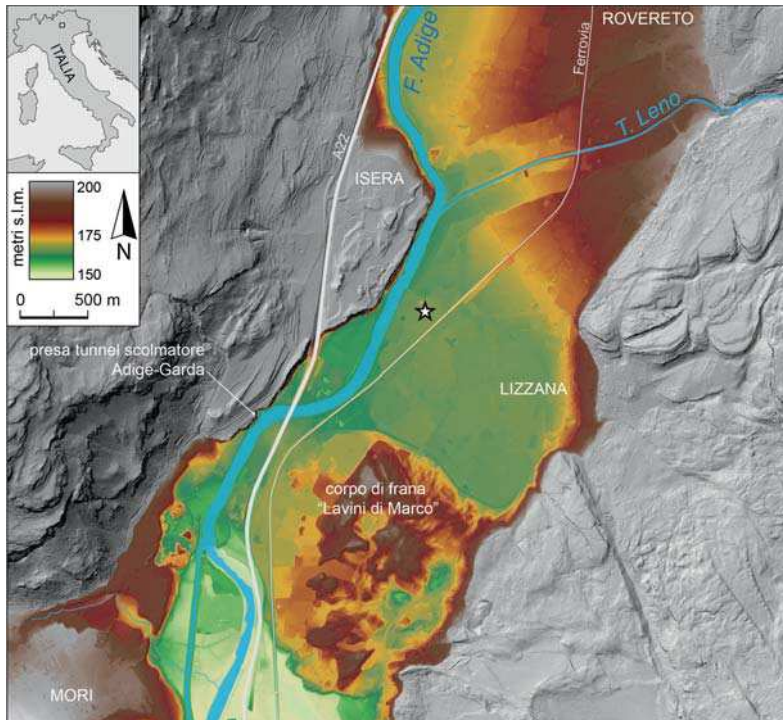 ITALIA
200
175
150
metri s.l.m.
N
0 500 m
F. Adige
A22
ROVERETO
Ferrovia
T. Leno
ISERA
presa tunnel scolmatore
Adige-Garda
LIZZANA
corpo di frana
"Lavini di Marco"
MORI